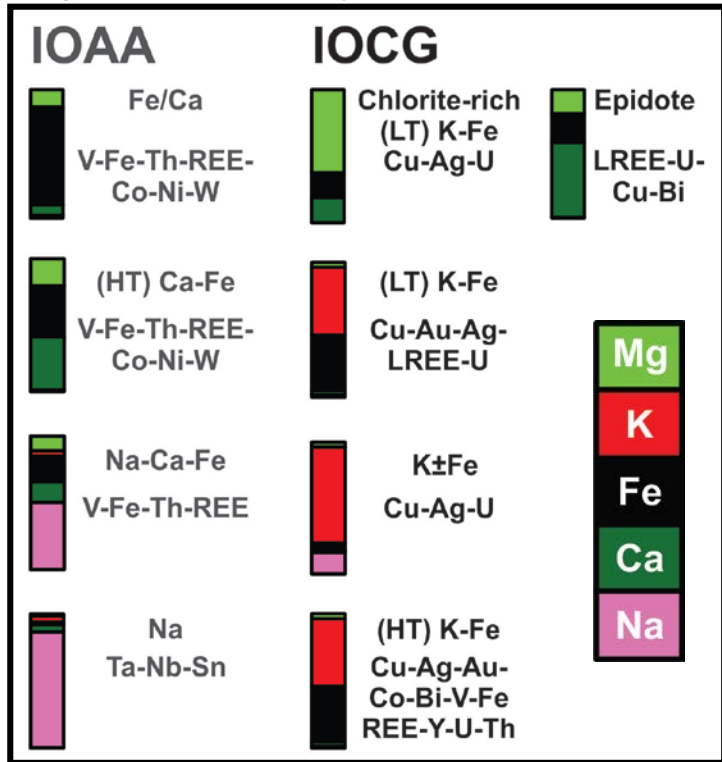 IOAA
Fe/Ca
V-Fe-Th-REE-
Co-Ni-W
(HT) Ca-Fe
V-Fe-Th-REE-
Co-Ni-W
Na-Ca-Fe
V-Fe-Th-REE
Na
Ta-Nb-Sn
IOCG
Chlorite-rich
(LT) K-Fe
Cu-Ag-U
(LT) K-Fe
Cu-Au-Ag-
LREE-U
K±Fe
Cu-Ag-U
(HT) K-Fe
Cu-Ag-Au-
Co-Bi-V-Fe
REE-Y-U-Th
Epidote
LREE-U-
Cu-Bi
Mg
K
Fe
Ca
Na